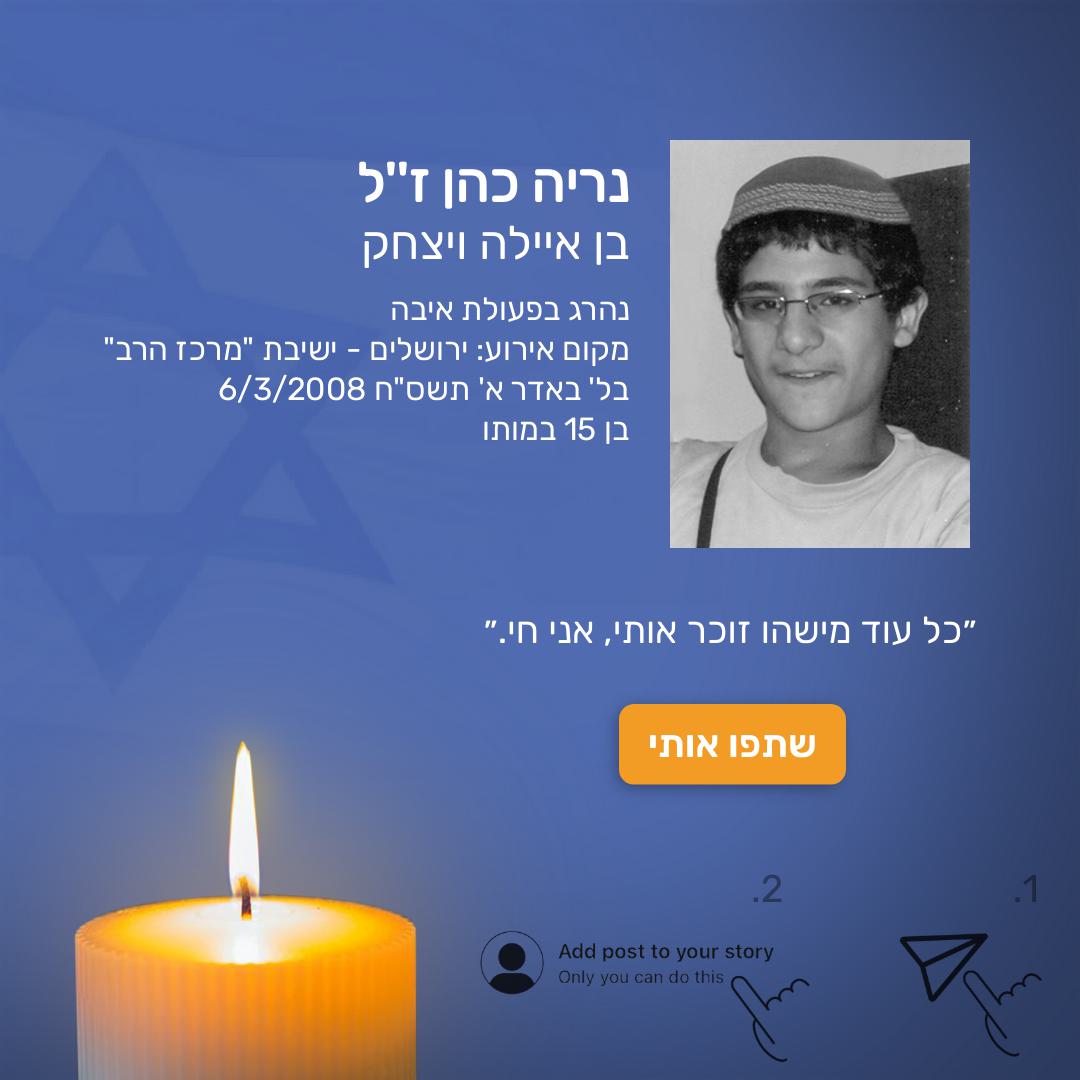 נריה כהן ז"ל
בן איילה ויצחק
נהרג בפעולת איבה
מקום אירוע: ירושלים - ישיבת "מרכז הרב"
בל' באדר א' תשס"ח 6/3/2008
בן 15 במותו
״כל עוד מישהו זוכר אותי, אני חי.״
שתפו אותי
.1
.2
Add post to your story
Only you can do this